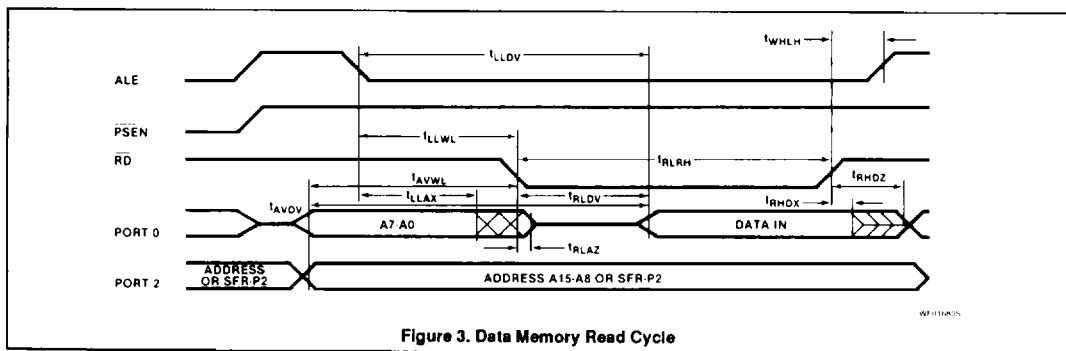 tWHLH
tLLDV
ALE
PSEN
tLLWL
RD
tRLRH
tAVWL
tRHDZ
tLLAX
tRLDV
tAVDV
tRHDX
PORT 0
A7-A0
DATA IN
tRLAZ
ADDRESS
OR SFR-P2
PORT 2
ADDRESS A15-A8 OR SFR-P2
Figure 3. Data Memory Read Cycle